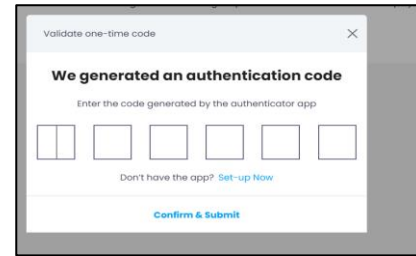 Validate one-time code
We generated an authentication code
Enter the code generated by the authenticator app
Don't have the app? Set-up Now
Confirm & Submit